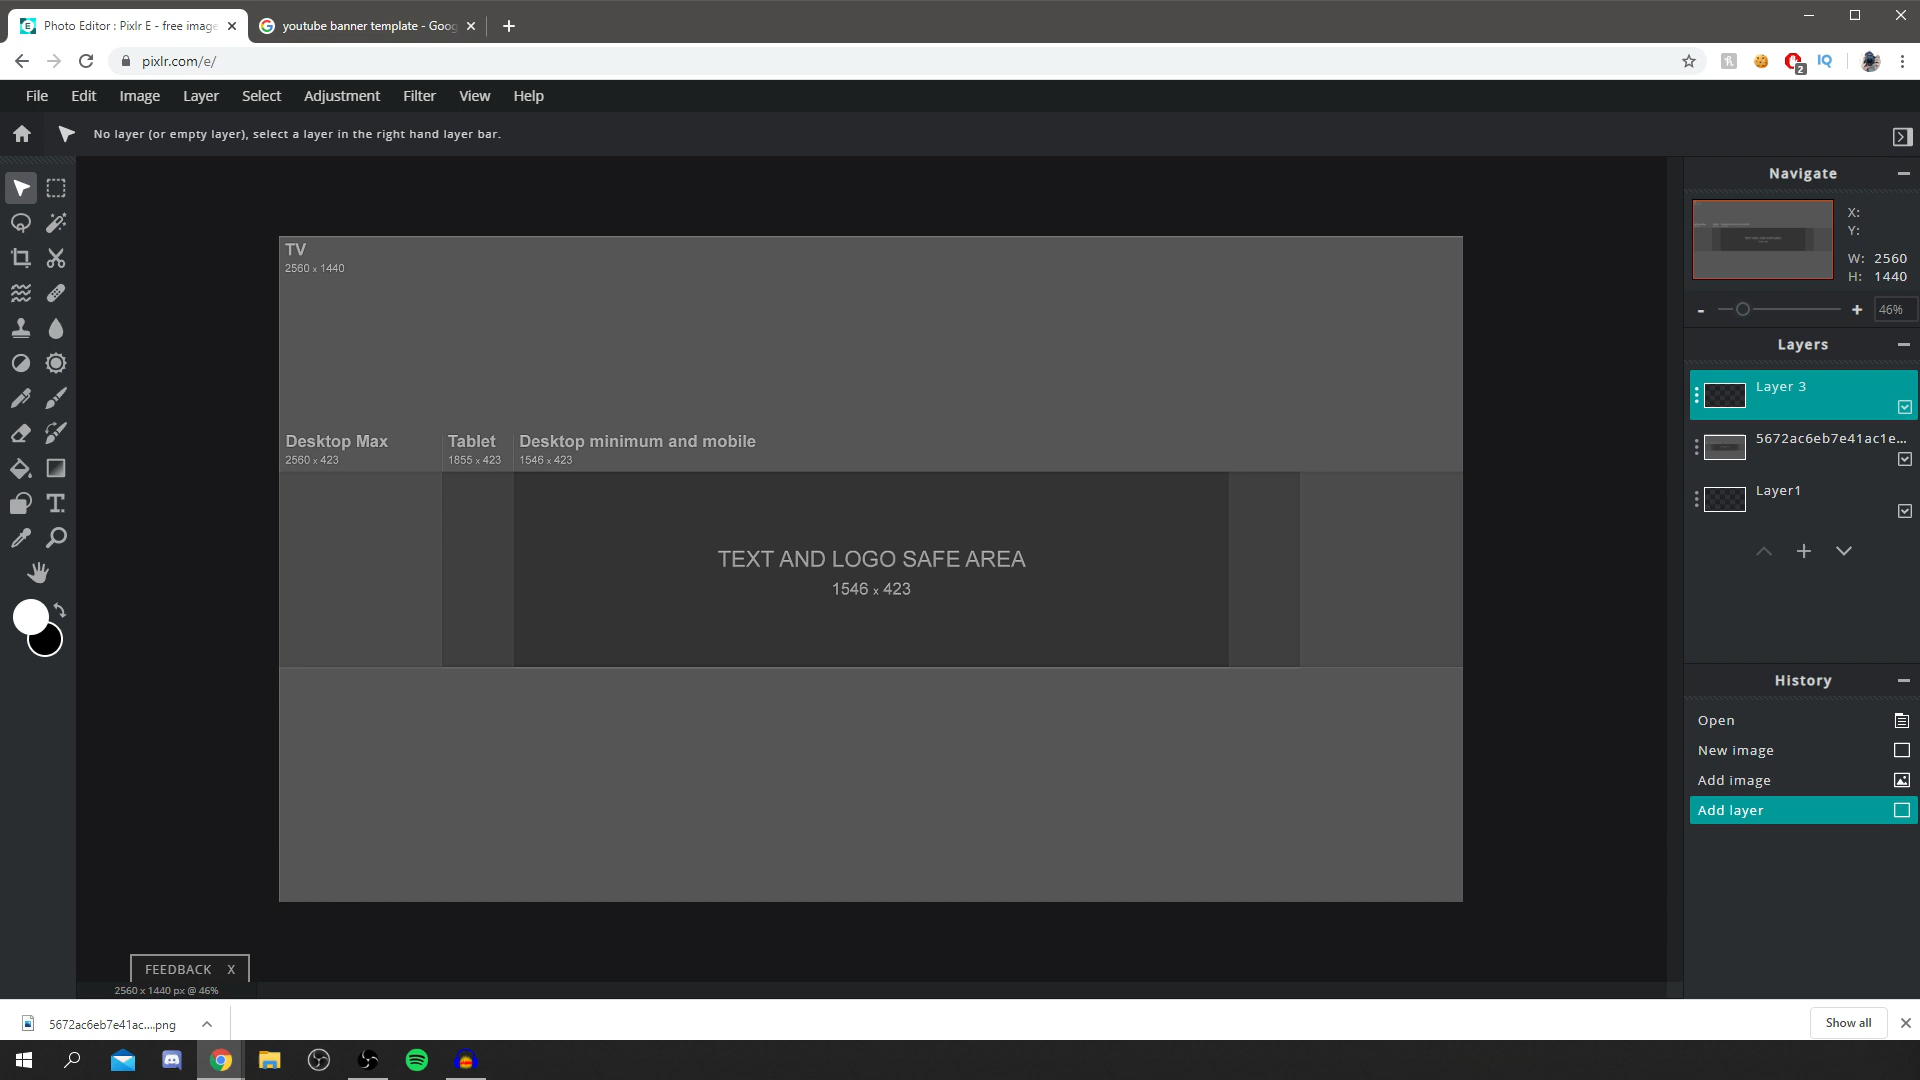 Photo Editor : Pixlr E - free image
youtube banner template - Goog
pixlr.com/e/
2
IQ
File Edit Image Layer Select Adjustment Filter View Help
No layer (or empty layer), select a layer in the right hand layer bar.
Navigate
X:
Y:
W: 2560
H: 1440
- + 46%
Layers
Layer 3
5672ac6eb7e41ac1e...
Layer1
History
Open
New image
Add image
Add layer
TV
2560 x 1440
Desktop Max
2560 x 423
Tablet
1855 x 423
Desktop minimum and mobile
1546 x 423
TEXT AND LOGO SAFE AREA
1546 x 423
T
FEEDBACK X
2560 x 1440 px @ 46%
5672ac6eb7e41ac....png
Show all